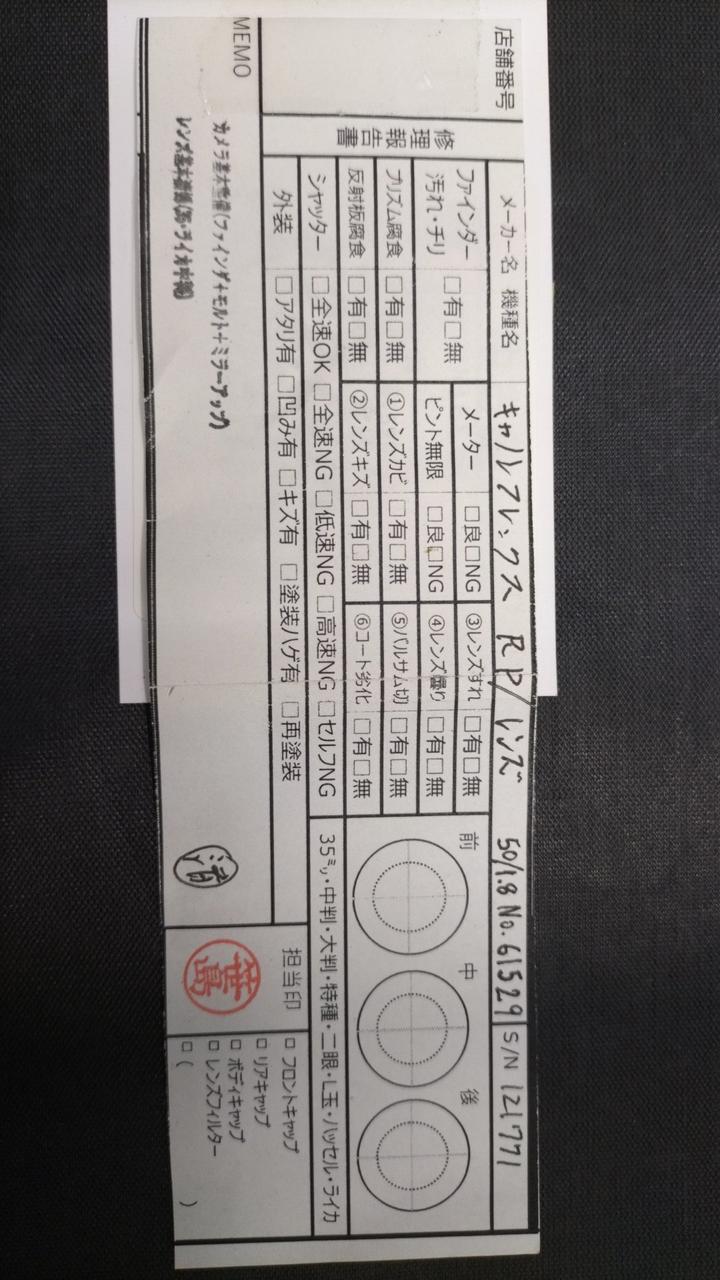 店舗番号
修理報告書
メーカー名 機種名 キャノンフレックス RP/レンズ 50/1.8 No.61529 S/N 121771
ファインダー汚れ・チリ □有□無 メーター □良□NG ③レンズすれ □有□無
ピント無限 □良□NG ④レンズ曇り □有□無
プリズム腐食 □有□無 ①レンズカビ □有□無 ⑤バルサム切 □有□無
反射板腐食 □有□無 ②レンズキズ □有□無 ⑥コート劣化 □有□無
前 中 後
シャッター □全速OK □全速NG □低速NG □高速NG □セルフNG
35ミリ・中判・大判・特種・二眼・L玉・ハッセル・ライカ
外装 □アタリ有 □凹み有 □キズ有 □塗装ハゲ有 □再塗装
MEMO
カメラ基本整備(ファインダ+モルト+ミラーアップ)
レンズ基本整備(35・ライカ中判)
済
担当印
笹島
□ フロントキャップ
□ リアキャップ
□ ボディキャップ
□ レンズフィルター
□ ( )